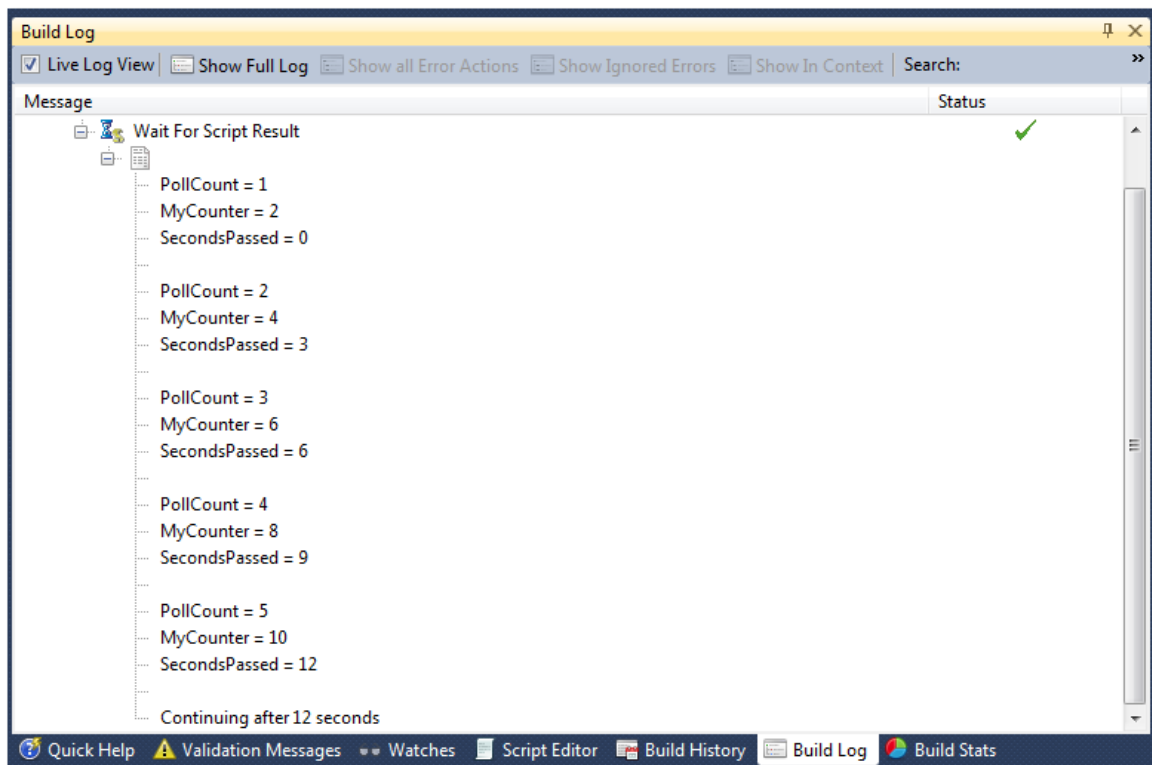 Build Log
Live Log View Show Full Log Show all Error Actions Show Ignored Errors Show In Context Search: »
Message Status
Wait For Script Result
PollCount = 1
MyCounter = 2
SecondsPassed = 0
PollCount = 2
MyCounter = 4
SecondsPassed = 3
PollCount = 3
MyCounter = 6
SecondsPassed = 6
PollCount = 4
MyCounter = 8
SecondsPassed = 9
PollCount = 5
MyCounter = 10
SecondsPassed = 12
Continuing after 12 seconds
Quick Help Validation Messages Watches Script Editor Build History Build Log Build Stats